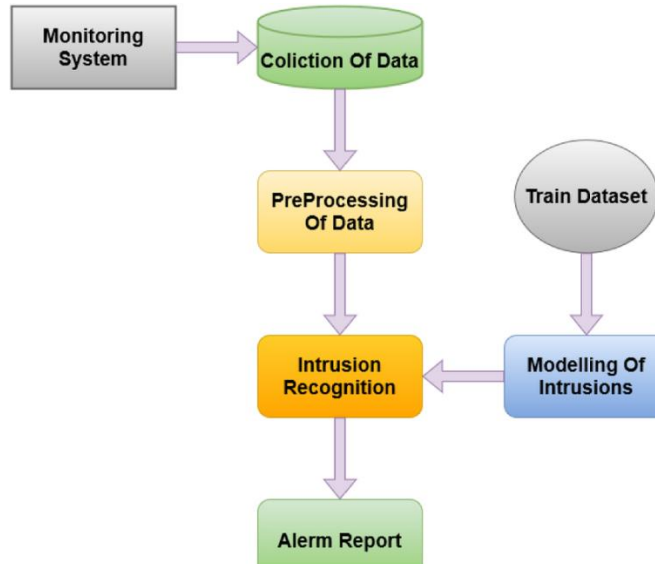 Monitoring
System
Coliction Of Data
PreProcessing
Of Data
Train Dataset
Intrusion
Recognition
Modelling Of
Intrusions
Alerm Report